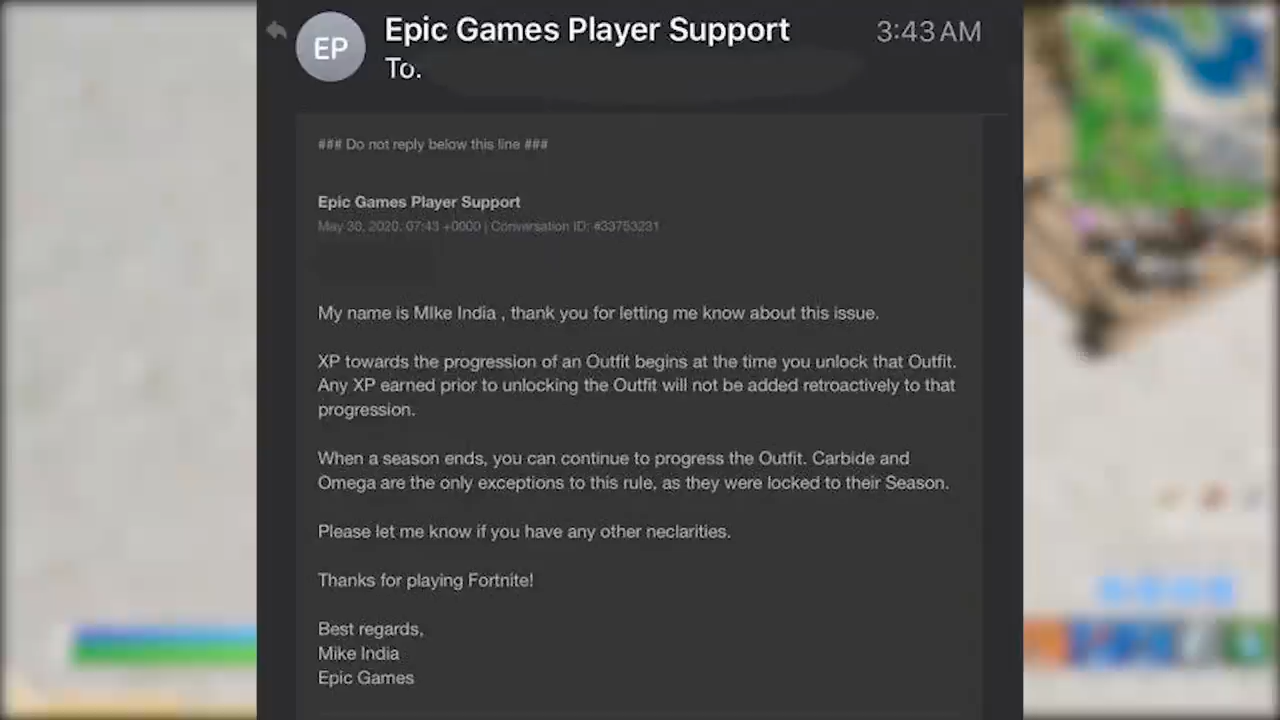 EP
Epic Games Player Support
3:43 AM
To.
### Do not reply below this line ###
Epic Games Player Support
May 30, 2020, 07:43 +0000 | Conversation ID: #33753231
My name is MIke India , thank you for letting me know about this issue.
XP towards the progression of an Outfit begins at the time you unlock that Outfit.
Any XP earned prior to unlocking the Outfit will not be added retroactively to that
progression.
When a season ends, you can continue to progress the Outfit. Carbide and
Omega are the only exceptions to this rule, as they were locked to their Season.
Please let me know if you have any other neclarities.
Thanks for playing Fortnite!
Best regards,
Mike India
Epic Games